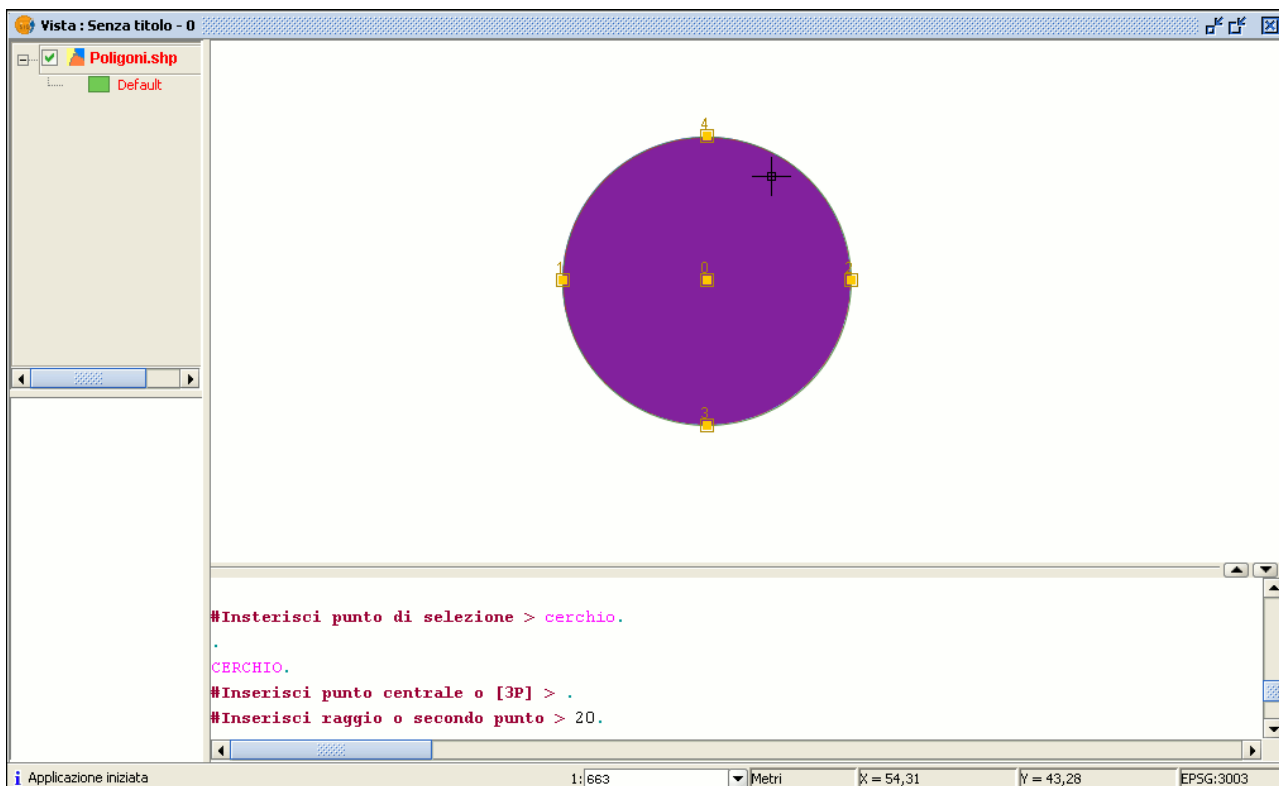 Vista : Senza titolo - 0
Poligoni.shp
Default
4
1
0
2
3
#Insterisci punto di selezione > cerchio.
.
CERCHIO.
#Inserisci punto centrale o [3P] > .
#Inserisci raggio o secondo punto > 20.
i Applicazione iniziata
1: 663
Metri
X = 54,31
Y = 43,28
EPSG:3003